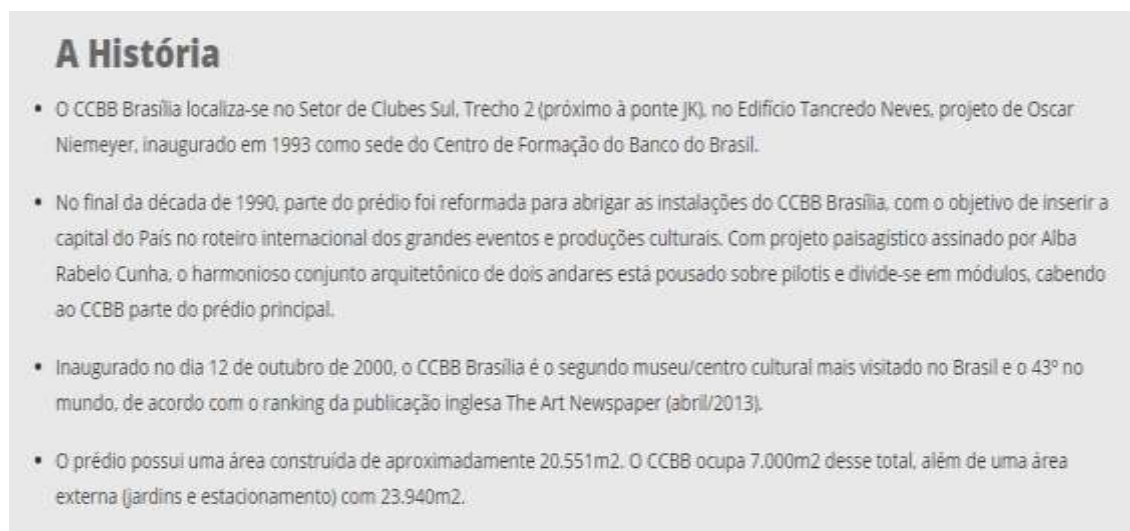 A História
• O CCBB Brasília localiza-se no Setor de Clubes Sul, Trecho 2 (próximo à ponte JK), no Edifício Tancredo Neves, projeto de Oscar
Niemeyer, inaugurado em 1993 como sede do Centro de Formação do Banco do Brasil.
• No final da década de 1990, parte do prédio foi reformada para abrigar as instalações do CCBB Brasília, com o objetivo de inserir a
capital do País no roteiro internacional dos grandes eventos e produções culturais. Com projeto paisagístico assinado por Alba
Rabelo Cunha, o harmonioso conjunto arquitetônico de dois andares está pousado sobre pilotis e divide-se em módulos, cabendo
ao CCBB parte do prédio principal.
• Inaugurado no dia 12 de outubro de 2000, o CCBB Brasília é o segundo museu/centro cultural mais visitado no Brasil e o 43º no
mundo, de acordo com o ranking da publicação inglesa The Art Newspaper (abril/2013).
• O prédio possui uma área construída de aproximadamente 20.551m2. O CCBB ocupa 7.000m2 desse total, além de uma área
externa (jardins e estacionamento) com 23.940m2.